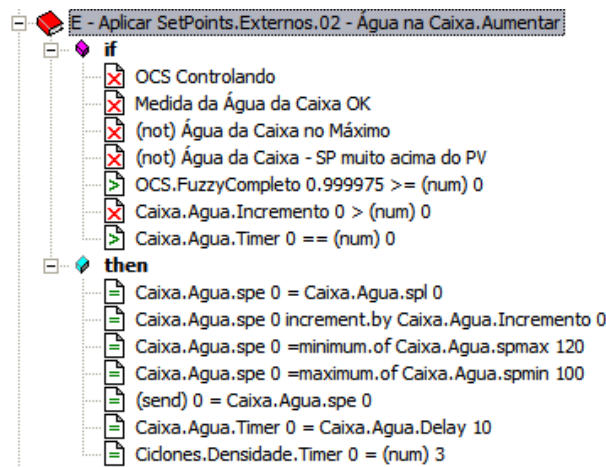 E - Aplicar SetPoints.Externos.02 - Água na Caixa.Aumentar
if
OCS Controlando
Medida da Água da Caixa OK
(not) Água da Caixa no Máximo
(not) Água da Caixa - SP muito acima do PV
OCS.FuzzyCompleto 0.999975 >= (num) 0
Caixa.Agua.Incremento 0 > (num) 0
Caixa.Agua.Timer 0 == (num) 0
then
Caixa.Agua.spe 0 = Caixa.Agua.spl 0
Caixa.Agua.spe 0 increment.by Caixa.Agua.Incremento 0
Caixa.Agua.spe 0 =minimum.of Caixa.Agua.spmax 120
Caixa.Agua.spe 0 =maximum.of Caixa.Agua.spmin 100
(send) 0 = Caixa.Agua.spe 0
Caixa.Agua.Timer 0 = Caixa.Agua.Delay 10
Ciclones.Densidade.Timer 0 = (num) 3